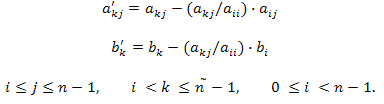 a′ₖⱼ = aₖⱼ − (aₖⱼ/aᵢᵢ) · aᵢⱼ
b′ₖ = bₖ − (aₖⱼ/aᵢᵢ) · bᵢ
i ≤ j ≤ n − 1, i < k ≤ ñ − 1, 0 ≤ i < n − 1.